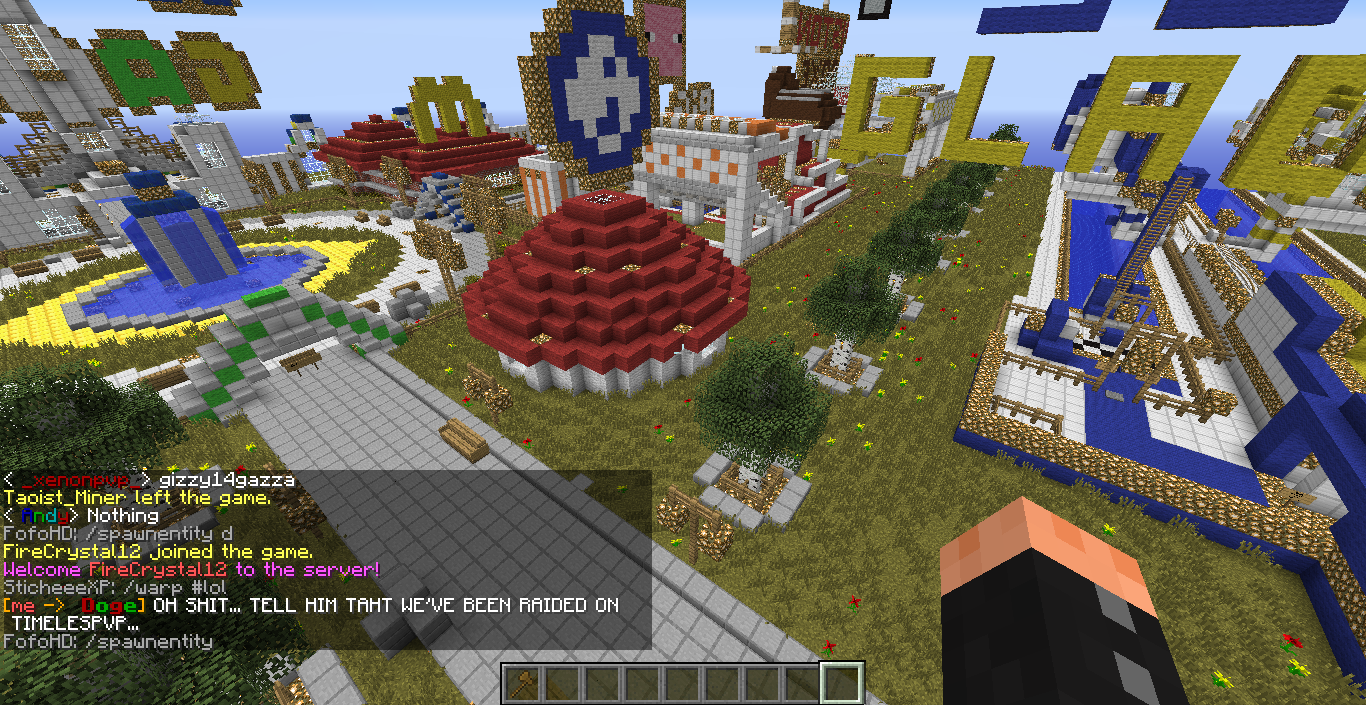 GLAE
m
< _xenonpvp_> gizzy14gazza
Taoist_Miner left the game.
< Andy> Nothing
FofoHD: /spawnentity d
FireCrystal12 joined the game.
Welcome FireCrystal12 to the server!
SticheeeXP: /warp #lol
[me -> Doge] OH SHIT... TELL HIM TAHT WE'VE BEEN RAIDED ON
TIMELESPVP...
FofoHD: /spawnentity